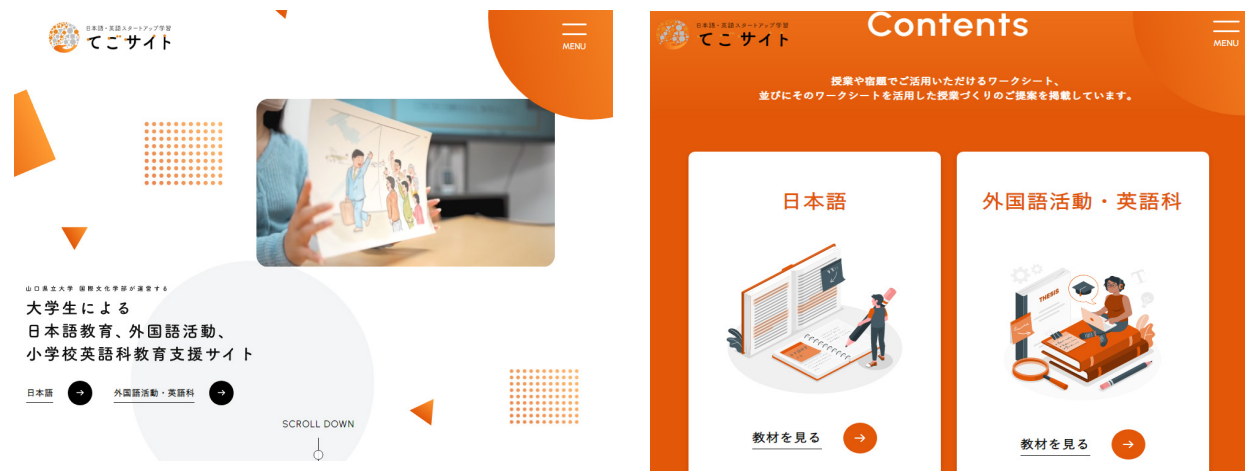 日本語・英語スタートアップ学習
てごサイト
MENU
山口県立大学 国際文化学部が運営する
大学生による
日本語教育、外国語活動、
小学校英語科教育支援サイト
日本語
外国語活動・英語科
SCROLL DOWN
日本語・英語スタートアップ学習
てごサイト
Contents
MENU
授業や宿題でご活用いただけるワークシート、
並びにそのワークシートを活用した授業づくりのご提案を掲載しています。
日本語
教材を見る
外国語活動・英語科
THESIS
教材を見る